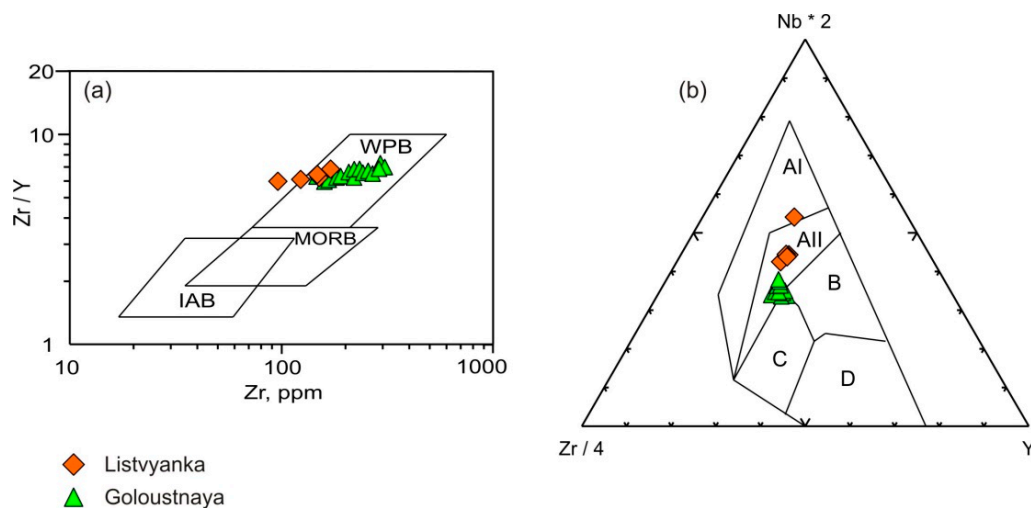 (a)
20
10
1
Zr / Y
WPB
MORB
IAB
10
100
1000
Zr, ppm
Listvyanka
Goloustnaya
(b)
Nb * 2
AI
AII
B
C
D
Zr / 4
Y